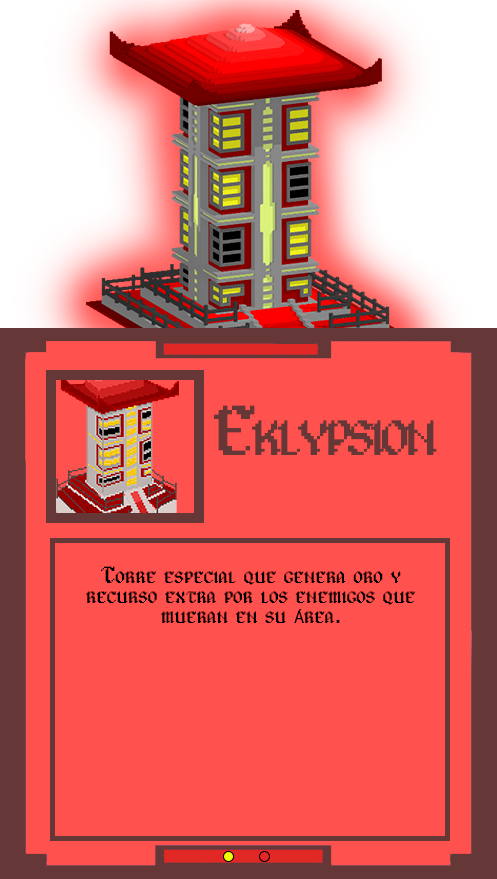 Eklypsion
Torre especial que genera oro y
recurso extra por los enemigos que
mueran en su área.